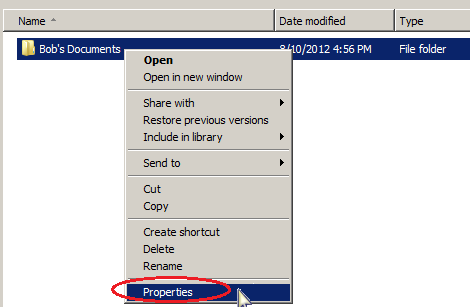 Name Date modified Type
Bob's Documents 8/10/2012 4:56 PM File folder
Open
Open in new window
Share with
Restore previous versions
Include in library
Send to
Cut
Copy
Create shortcut
Delete
Rename
Properties